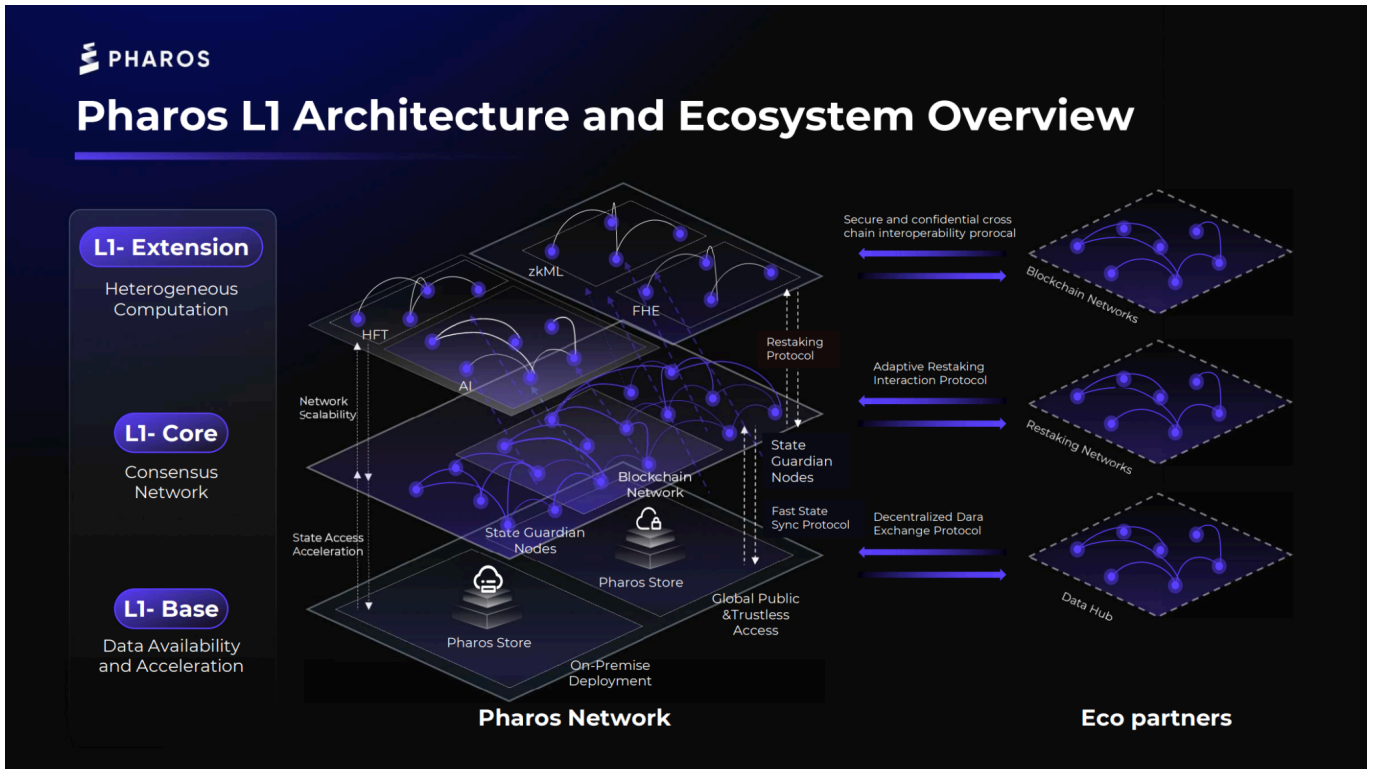 PHAROS
Pharos L1 Architecture and Ecosystem Overview
L1- Extension
Heterogeneous
Computation
L1- Core
Consensus
Network
L1- Base
Data Availability
and Acceleration
zkML
FHE
HFT
AI
Network
Scalability
State Access
Acceleration
Restaking
Protocol
Blockchain
Network
State Guardian
Nodes
State
Guardian
Nodes
Fast State
Sync Protocol
Pharos Store
Pharos Store
Global Public
&Trustless
Access
On-Premise
Deployment
Pharos Network
Secure and confidential cross
chain interoperability prorocal
Blockchain Networks
Adaptive Restaking
Interaction Protocol
Restaking Networks
Decentralized Dara
Exchange Protocol
Data Hub
Eco partners